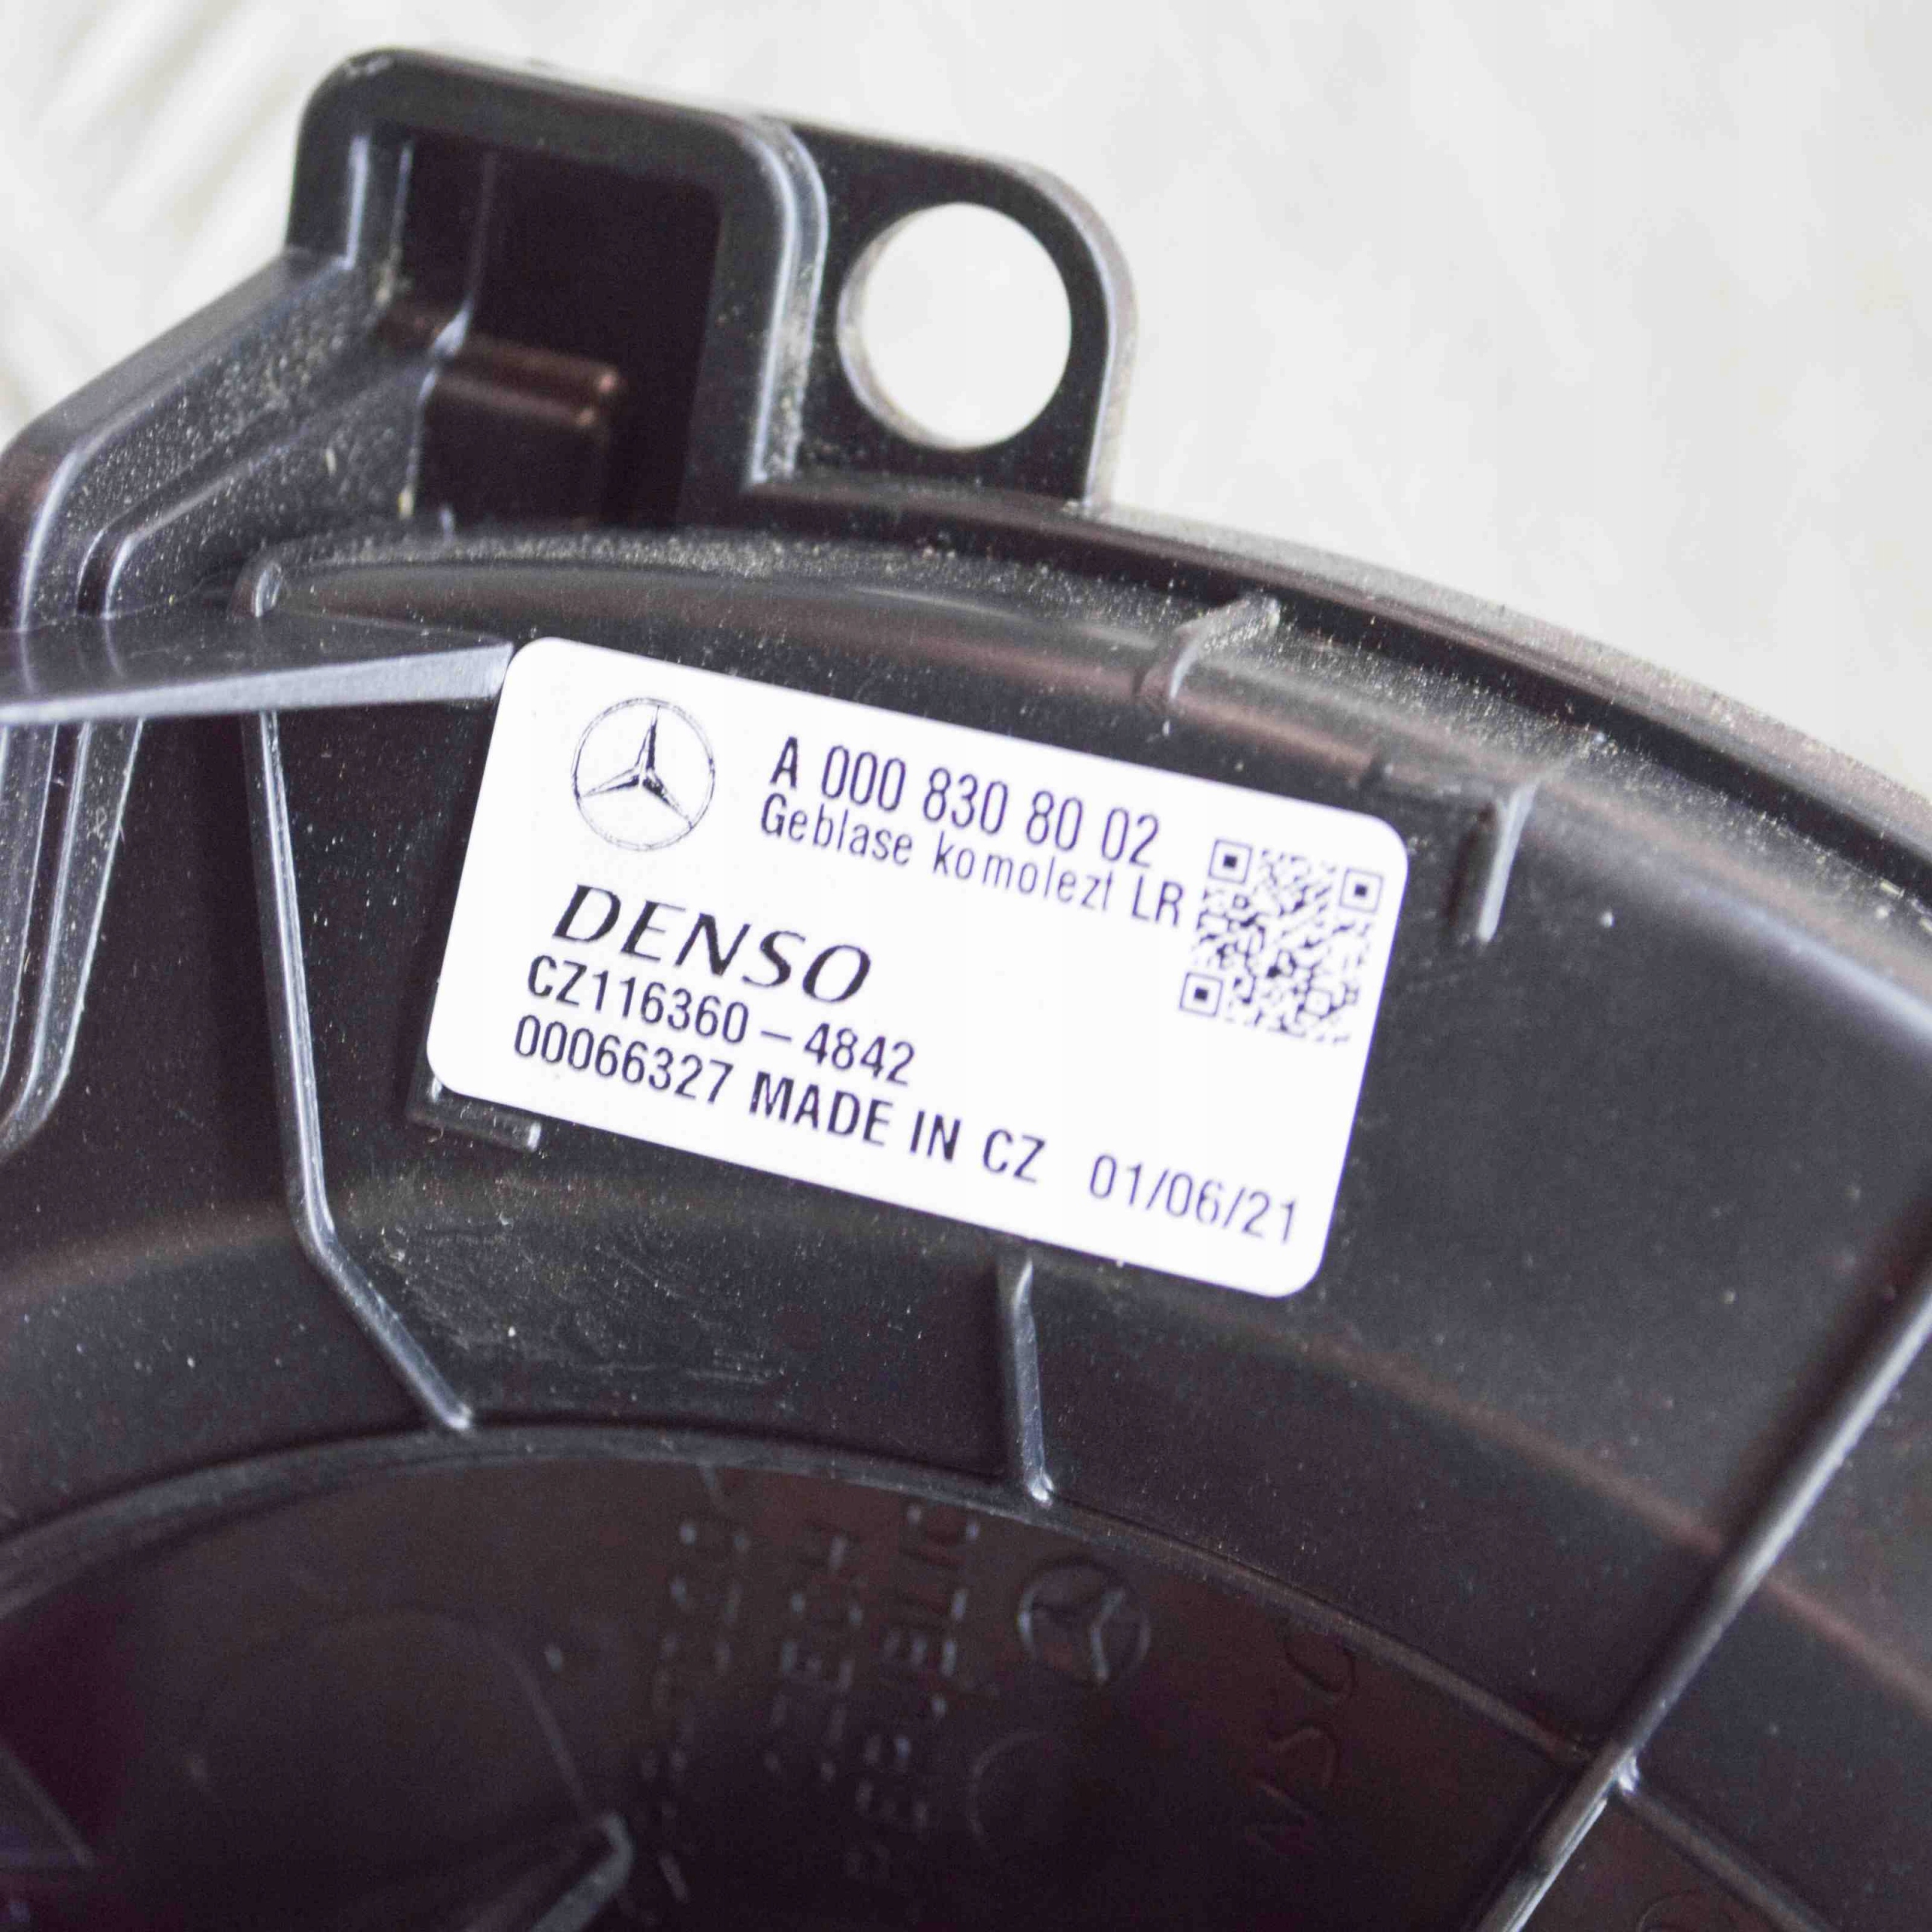 A 000 830 80 02
Geblase komolezt LR
DENSO
CZ116360-4842
00066327 MADE IN CZ 01/06/21